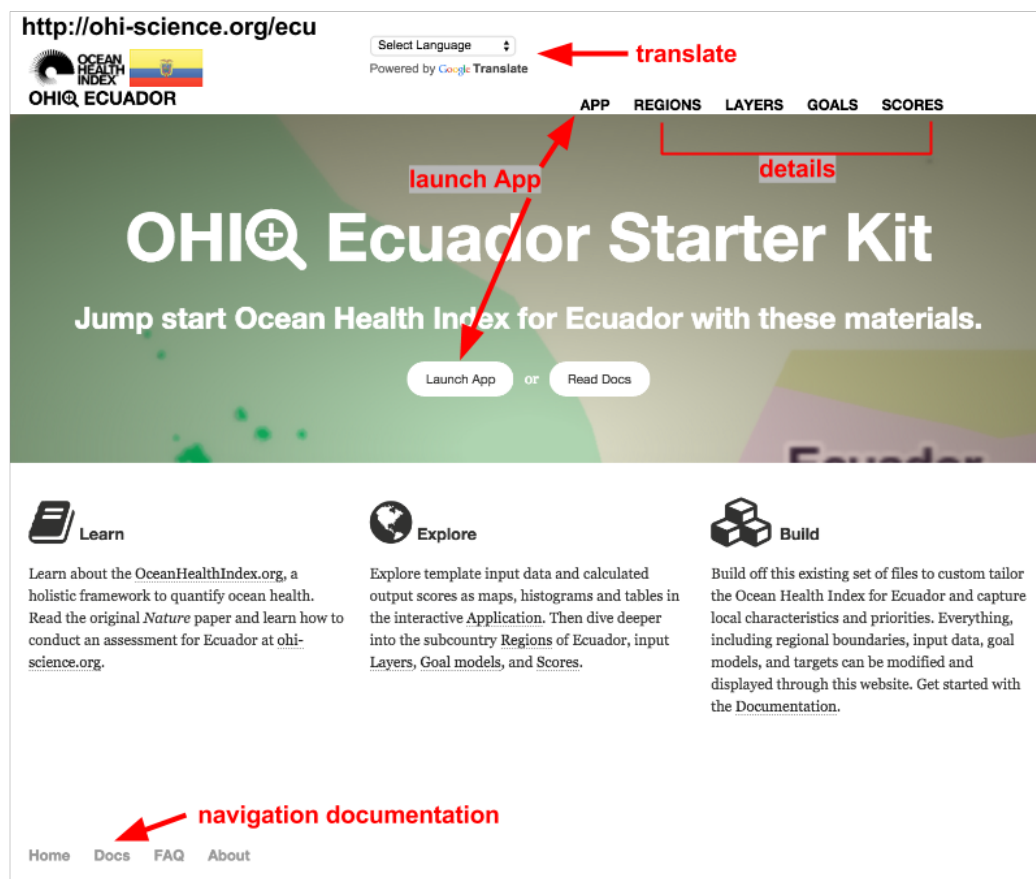 http://ohi-science.org/ecu
Select Language
Powered by Google Translate
translate
OCEAN
HEALTH
INDEX
OHI ECUADOR
APP REGIONS LAYERS GOALS SCORES
launch App
details
OHI Ecuador Starter Kit
Jump start Ocean Health Index for Ecuador with these materials.
Launch App or Read Docs
Ecuador
Learn
Learn about the OceanHealthIndex.org, a
holistic framework to quantify ocean health.
Read the original Nature paper and learn how to
conduct an assessment for Ecuador at ohi-
science.org.
Explore
Explore template input data and calculated
output scores as maps, histograms and tables in
the interactive Application. Then dive deeper
into the subcountry Regions of Ecuador, input
Layers, Goal models, and Scores.
Build
Build off this existing set of files to custom tailor
the Ocean Health Index for Ecuador and capture
local characteristics and priorities. Everything,
including regional boundaries, input data, goal
models, and targets can be modified and
displayed through this website. Get started with
the Documentation.
navigation documentation
Home Docs FAQ About